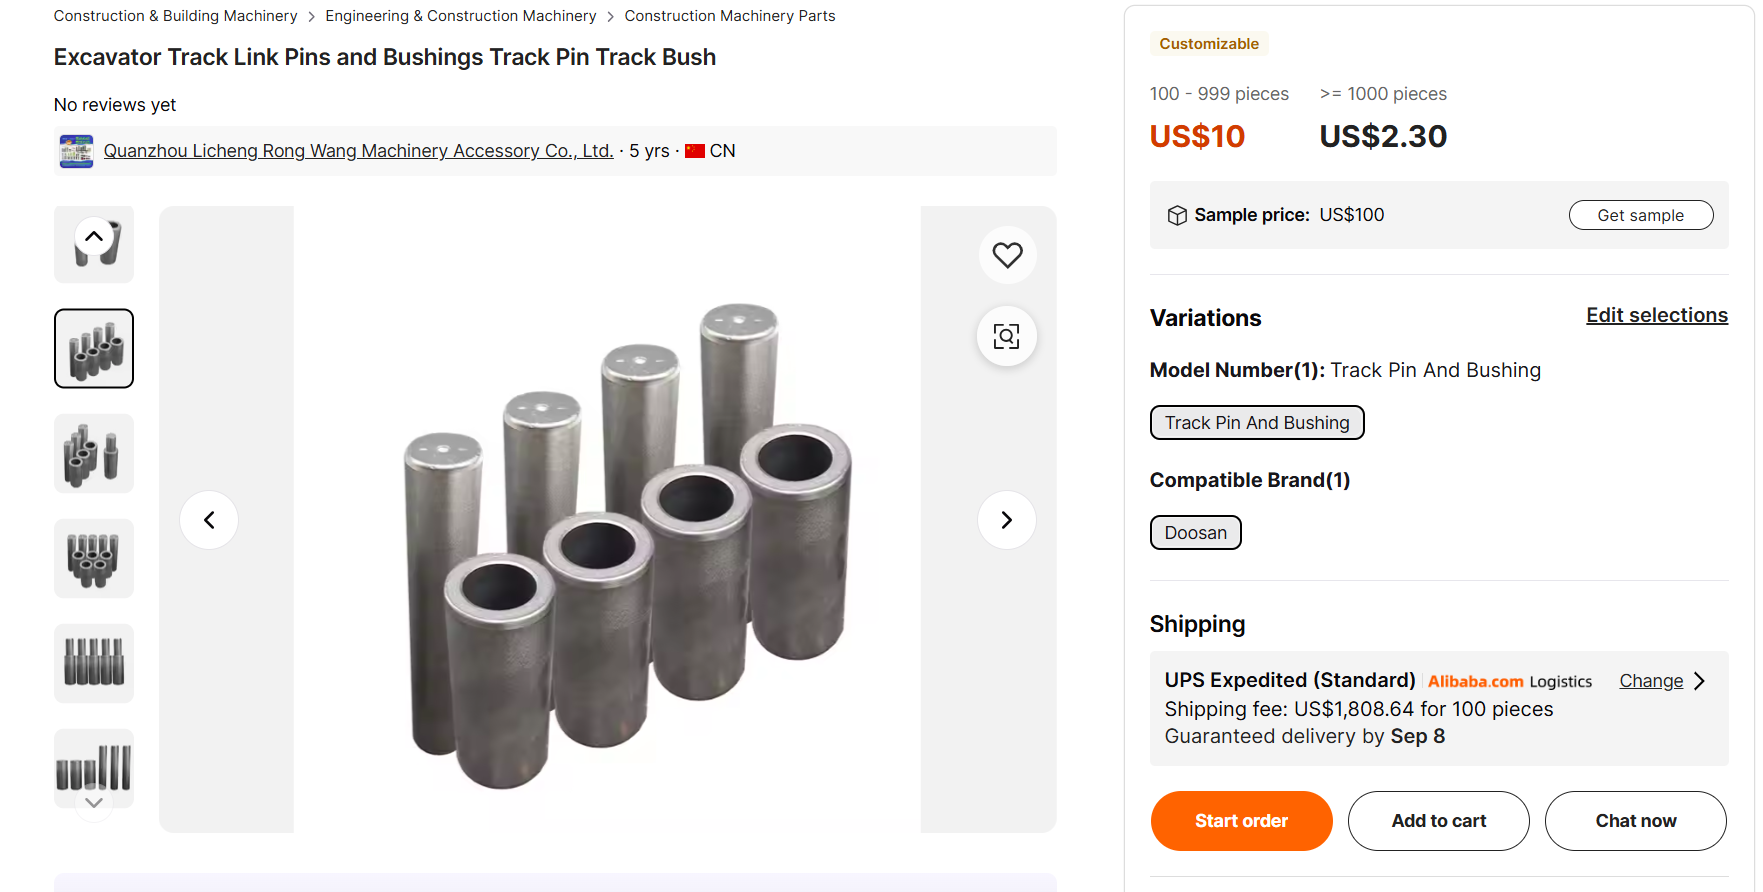 Construction & Building Machinery > Engineering & Construction Machinery > Construction Machinery Parts
Excavator Track Link Pins and Bushings Track Pin Track Bush
No reviews yet
Quanzhou Licheng Rong Wang Machinery Accessory Co., Ltd. · 5 yrs · CN
Customizable
100 - 999 pieces
>= 1000 pieces
US$10
US$2.30
Sample price: US$100
Get sample
Variations
Edit selections
Model Number(1): Track Pin And Bushing
Track Pin And Bushing
Compatible Brand(1)
Doosan
Shipping
UPS Expedited (Standard) | Alibaba.com Logistics
Change
Shipping fee: US$1,808.64 for 100 pieces
Guaranteed delivery by Sep 8
Start order
Add to cart
Chat now